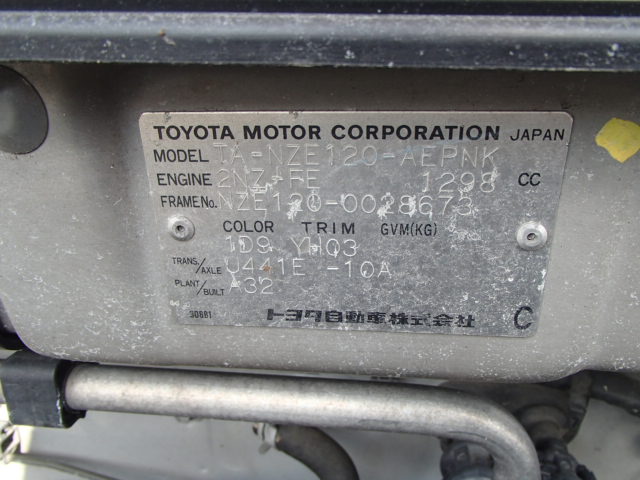 TOYOTA MOTOR CORPORATION JAPAN
MODEL TA-NZE120-AEPNK
ENGINE 2NZ-FE 1298 CC
FRAME No. NZE120-0028673
COLOR TRIM GVM(KG)
1D9 YH03
TRANS./AXLE U441E -10A
PLANT/BUILT A32
30881 トヨタ自動車株式会社 C